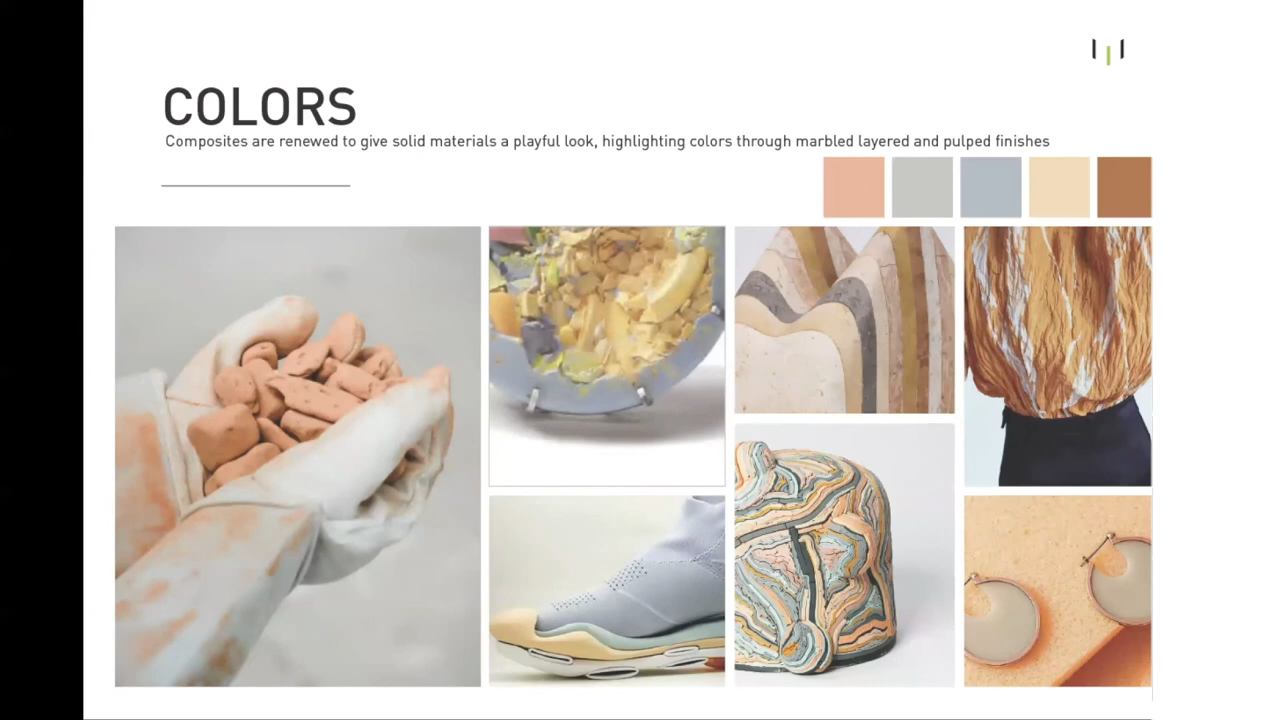 COLORS
Composites are renewed to give solid materials a playful look, highlighting colors through marbled layered and pulped finishes